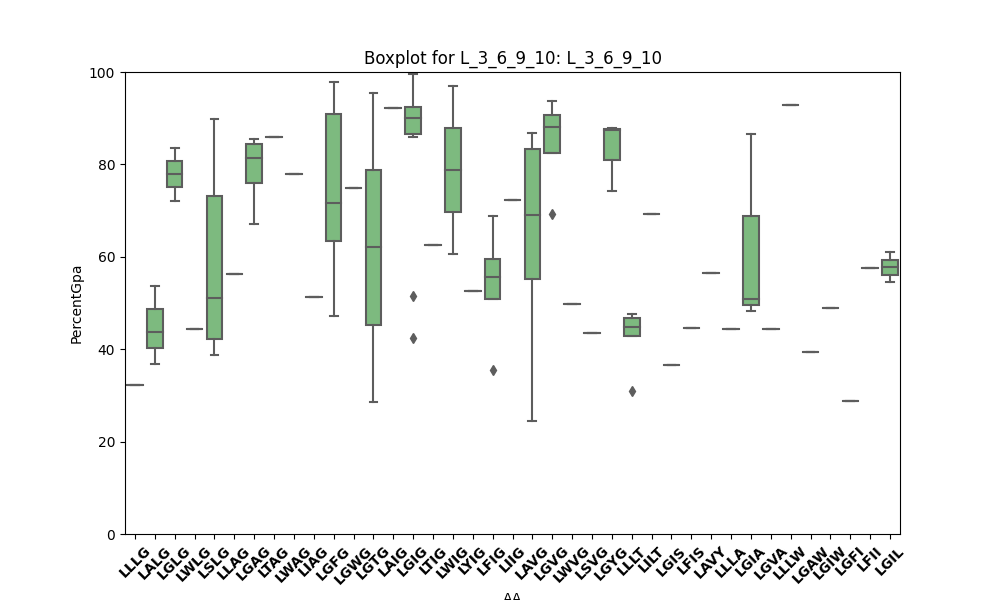 Boxplot for L_3_6_9_10: L_3_6_9_10
100
80
60
40
20
0
PercentGpa
LLLG LALG LGLG LWLG LSLG LLAG LGAG LTAG LWAG LIAG LGFG LGWG LGTG LAIG LGIG LTIG LWIG LYIG LFIG LIIG LAVG LGVG LWVG LSVG LGYG LLLT LILT LGIS LFIS LAVY LLLA LGIA LGVA LLLW LGAW LGIW LGFI LFII LGIL
AA